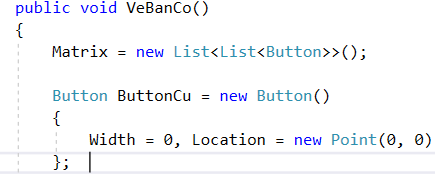 public void VeBanCo()
{
Matrix = new List<List<Button>>();
Button ButtonCu = new Button()
{
Width = 0, Location = new Point(0, 0)
};